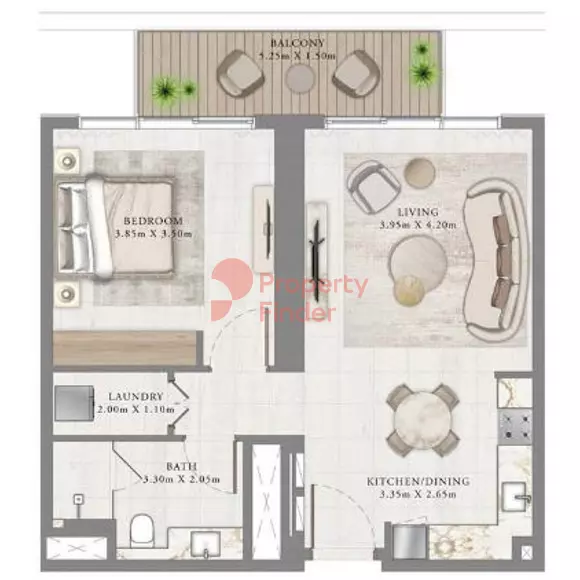 BALCONY
5.25m X 1.50m
BEDROOM
3.85m X 3.50m
LIVING
3.95m X 4.20m
Property
Finder
LAUNDRY
2.00m X 1.10m
BATH
3.30m X 2.05m
KITCHEN/DINING
3.35m X 2.65m